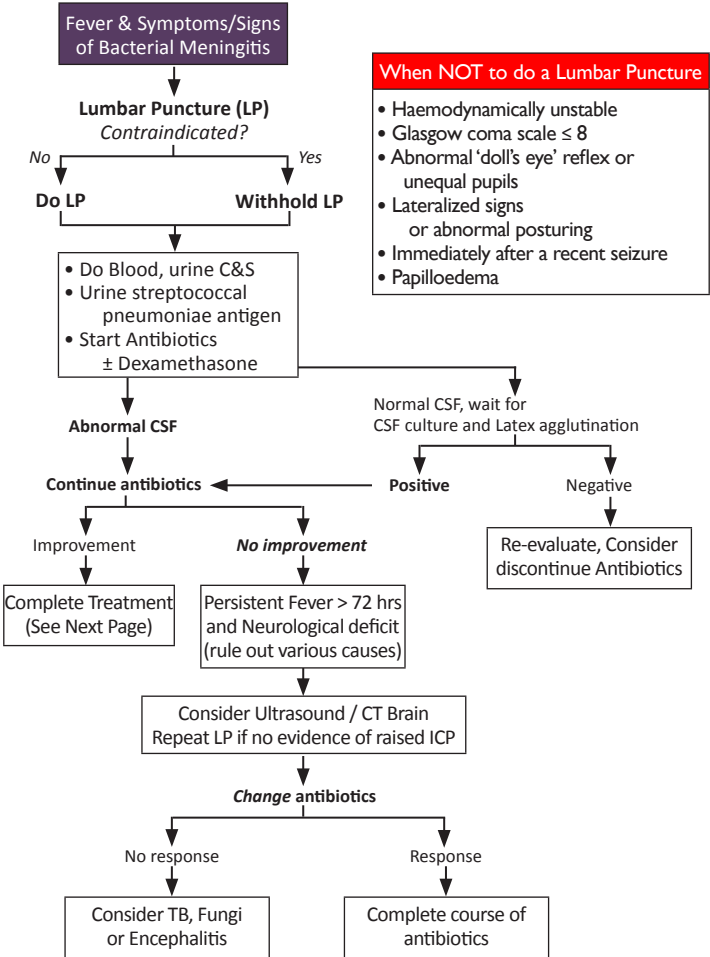 Fever & Symptoms/Signs
of Bacterial Meningitis
Lumbar Puncture (LP)
Contraindicated?
No
Yes
Do LP
Withhold LP
When NOT to do a Lumbar Puncture
• Haemodynamically unstable
• Glasgow coma scale ≤ 8
• Abnormal ‘doll’s eye’ reflex or
unequal pupils
• Lateralized signs
or abnormal posturing
• Immediately after a recent seizure
• Papilloedema
• Do Blood, urine C&S
• Urine streptococcal
pneumoniae antigen
• Start Antibiotics
± Dexamethasone
Abnormal CSF
Normal CSF, wait for
CSF culture and Latex agglutination
Continue antibiotics
Positive
Negative
Improvement
No improvement
Re-evaluate, Consider
discontinue Antibiotics
Complete Treatment
(See Next Page)
Persistent Fever > 72 hrs
and Neurological deficit
(rule out various causes)
Consider Ultrasound / CT Brain
Repeat LP if no evidence of raised ICP
Change antibiotics
No response
Response
Consider TB, Fungi
or Encephalitis
Complete course of
antibiotics